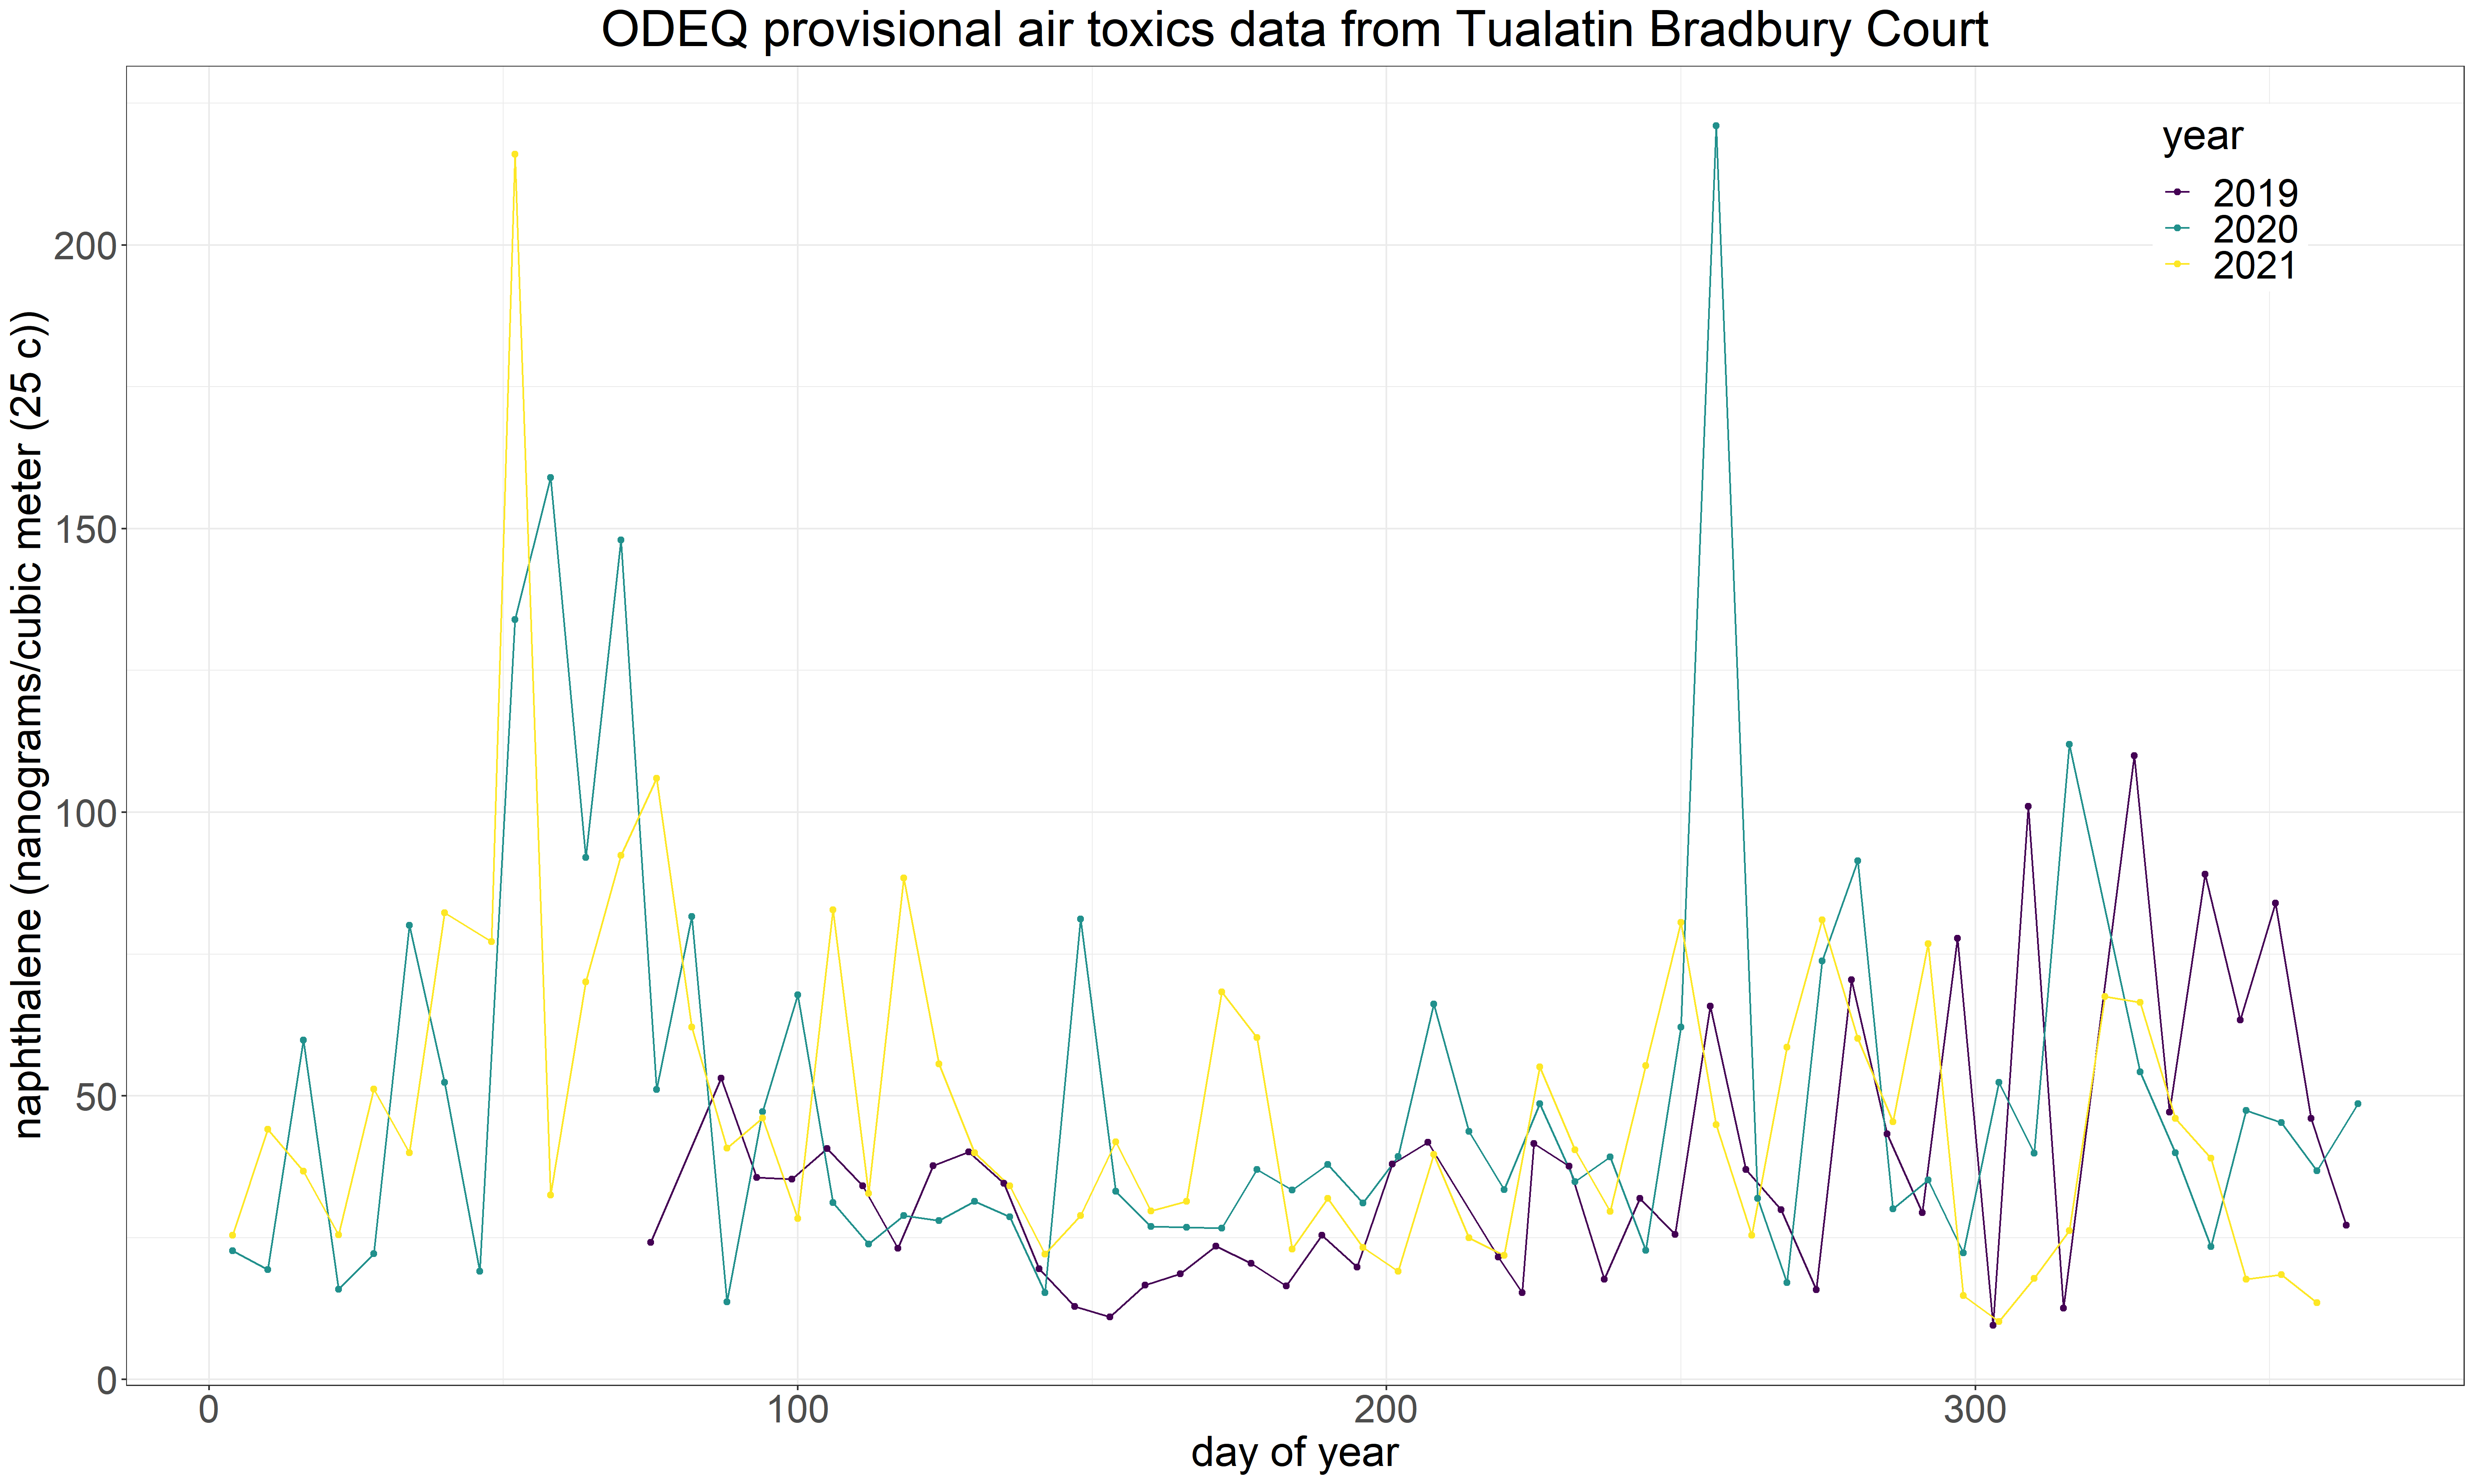 ODEQ provisional air toxics data from Tualatin Bradbury Court
naphthalene (nanograms/cubic meter (25 c))
200
150
100
50
0
year
2019
2020
2021
0 100 200 300
day of year